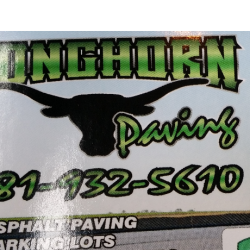 ONGHORN
Paving
81-932-5610
SPHALT PAVING
ARKING LOTS